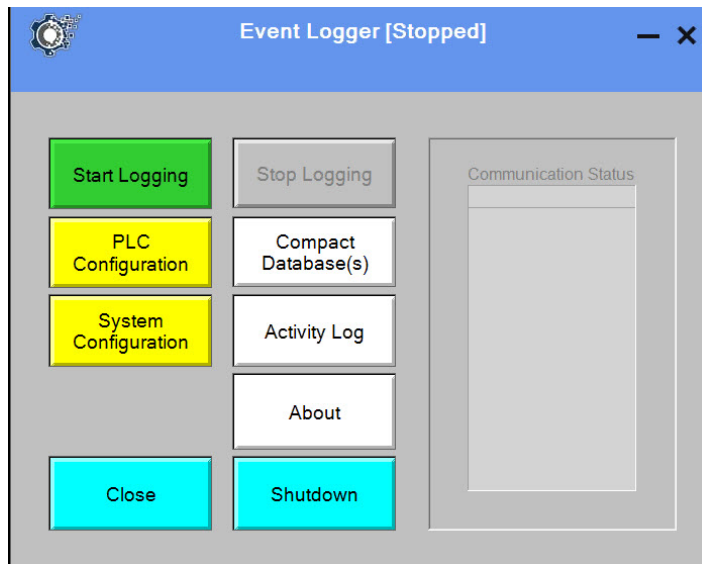 Event Logger [Stopped]
Start Logging
Stop Logging
Communication Status
PLC
Configuration
Compact
Database(s)
System
Configuration
Activity Log
About
Close
Shutdown